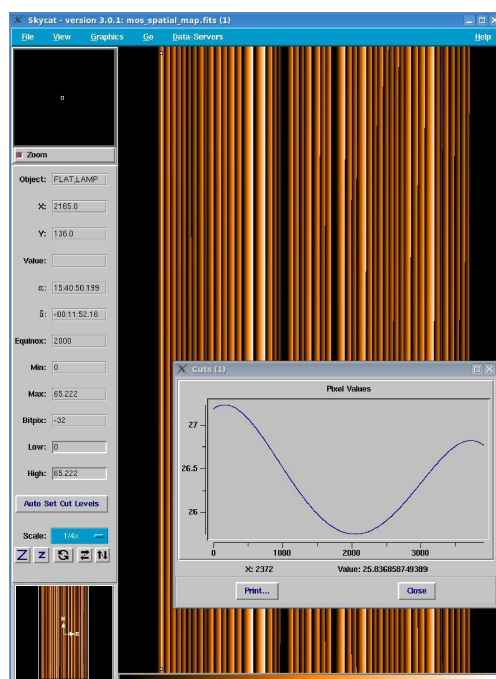 Skycat - version 3.0.1: mos_spatial_map.fits (1)
File View Graphics Go Data-Servers Help
Zoom
Object: FLAT,LAMP
X: 2165.0
Y: 136.0
Value:
α: 15:40:50.199
δ: -00:11:52.16
Equinox: 2000
Min: 0
Max: 65.222
Bitpix: -32
Low: 0
High: 65.222
Auto Set Cut Levels
Scale: 1/4x
Z z
Cuts (1)
Pixel Values
27
26.5
26
0 1000 2000 3000
X: 2372 Value: 25.836858749389
Print... Close